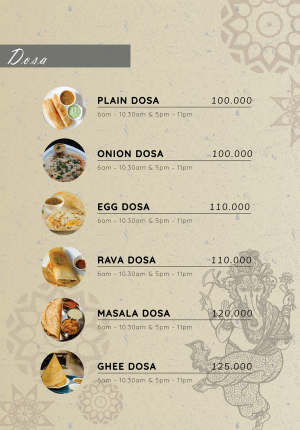 Dosa
PLAIN DOSA 100.000
6am - 10.30am & 5pm - 11pm
ONION DOSA 100.000
6am - 10.30am & 5pm - 11pm
EGG DOSA 110.000
6am - 10.30am & 5pm - 11pm
RAVA DOSA 110.000
6am - 10.30am & 5pm - 11pm
MASALA DOSA 120.000
6am - 10.30am & 5pm - 11pm
GHEE DOSA 125.000
6am - 10.30am & 5pm - 11pm